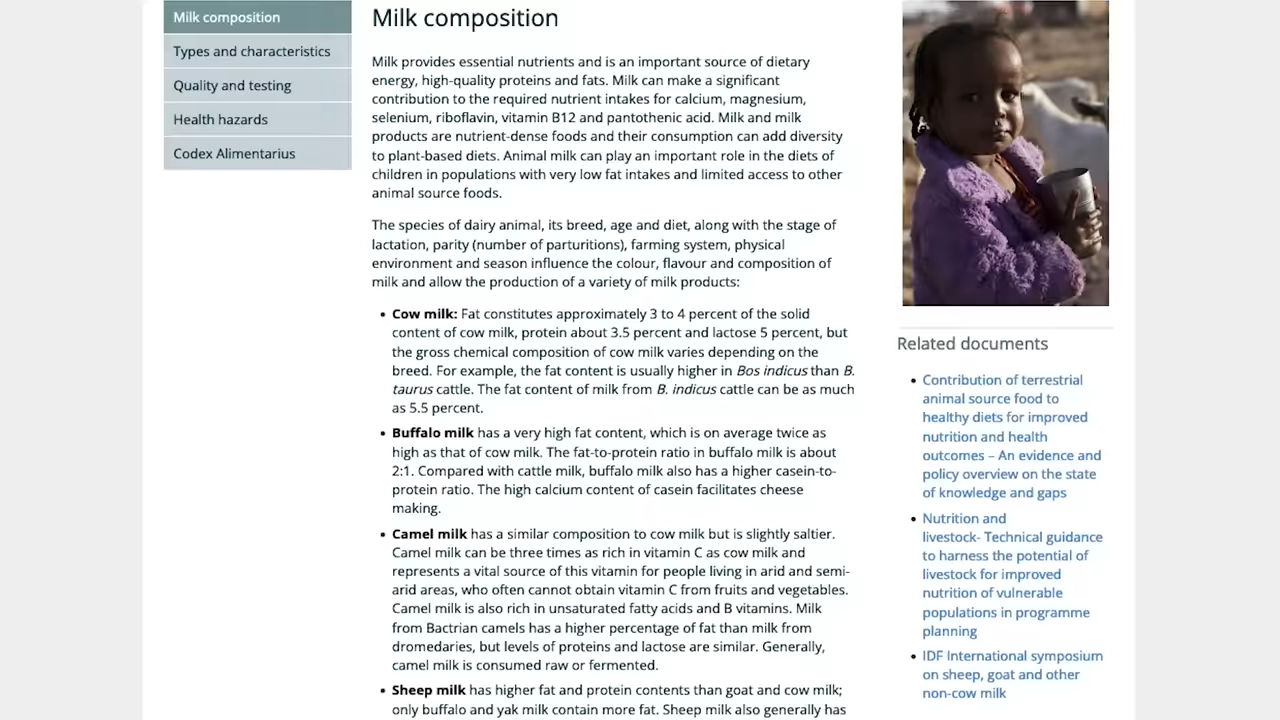 Milk composition
Types and characteristics
Quality and testing
Health hazards
Codex Alimentarius
Milk composition
Milk provides essential nutrients and is an important source of dietary
energy, high-quality proteins and fats. Milk can make a significant
contribution to the required nutrient intakes for calcium, magnesium,
selenium, riboflavin, vitamin B12 and pantothenic acid. Milk and milk
products are nutrient-dense foods and their consumption can add diversity
to plant-based diets. Animal milk can play an important role in the diets of
children in populations with very low fat intakes and limited access to other
animal source foods.
The species of dairy animal, its breed, age and diet, along with the stage of
lactation, parity (number of parturitions), farming system, physical
environment and season influence the colour, flavour and composition of
milk and allow the production of a variety of milk products:
• Cow milk: Fat constitutes approximately 3 to 4 percent of the solid
content of cow milk, protein about 3.5 percent and lactose 5 percent, but
the gross chemical composition of cow milk varies depending on the
breed. For example, the fat content is usually higher in Bos indicus than B.
taurus cattle. The fat content of milk from B. indicus cattle can be as much
as 5.5 percent.
• Buffalo milk has a very high fat content, which is on average twice as
high as that of cow milk. The fat-to-protein ratio in buffalo milk is about
2:1. Compared with cattle milk, buffalo milk also has a higher casein-to-
protein ratio. The high calcium content of casein facilitates cheese
making.
• Camel milk has a similar composition to cow milk but is slightly saltier.
Camel milk can be three times as rich in vitamin C as cow milk and
represents a vital source of this vitamin for people living in arid and semi-
arid areas, who often cannot obtain vitamin C from fruits and vegetables.
Camel milk is also rich in unsaturated fatty acids and B vitamins. Milk
from Bactrian camels has a higher percentage of fat than milk from
dromedaries, but levels of proteins and lactose are similar. Generally,
camel milk is consumed raw or fermented.
• Sheep milk has higher fat and protein contents than goat and cow milk;
only buffalo and yak milk contain more fat. Sheep milk also generally has
Related documents
• Contribution of terrestrial
animal source food to
healthy diets for improved
nutrition and health
outcomes – An evidence and
policy overview on the state
of knowledge and gaps
• Nutrition and
livestock- Technical guidance
to harness the potential of
livestock for improved
nutrition of vulnerable
populations in programme
planning
• IDF International symposium
on sheep, goat and other
non-cow milk